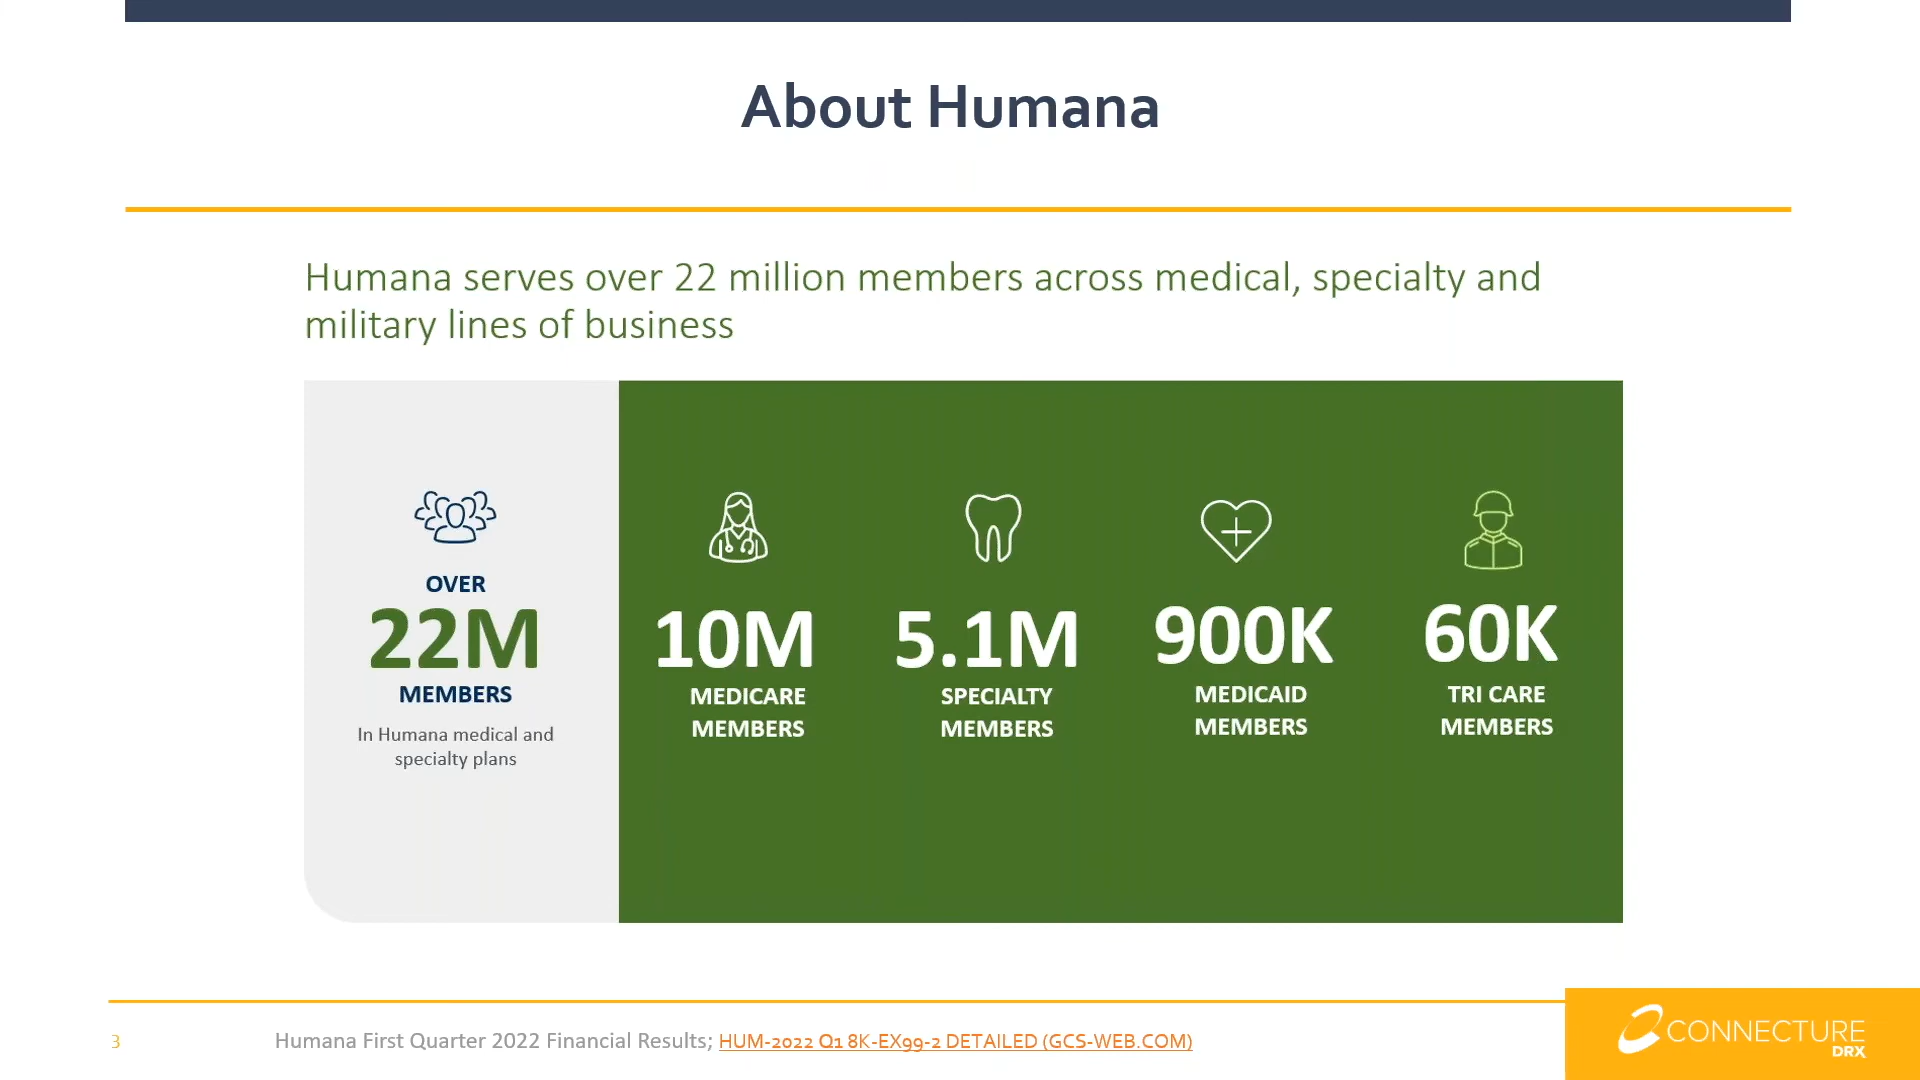 About Humana
Humana serves over 22 million members across medical, specialty and
military lines of business
OVER
22M
MEMBERS
In Humana medical and
specialty plans
10M
MEDICARE
MEMBERS
5.1M
SPECIALTY
MEMBERS
900K
MEDICAID
MEMBERS
60K
TRI CARE
MEMBERS
3
Humana First Quarter 2022 Financial Results; HUM-2022 Q1 8K-EX99-2 DETAILED (GCS-WEB.COM)
CONNECTURE
DRX